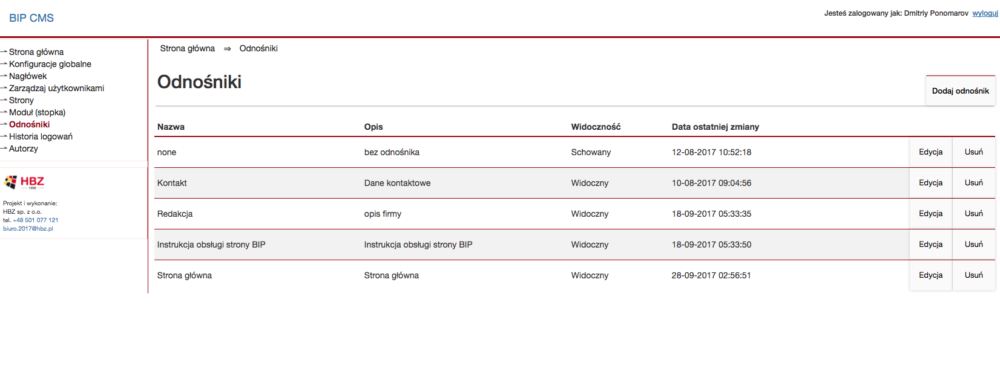 BIP CMS
Jesteś zalogowany jak: Dmitriy Ponomarov wyloguj
Strona główna
Konfiguracje globalne
Nagłówek
Zarządzaj użytkownikami
Strony
Moduł (stopka)
Odnośniki
Historia logowań
Autorzy
HBZ
1996
Projekt i wykonanie:
HBZ sp. z o.o.
tel. +48 501 077 121
biuro.2017@hbz.pl
Strona główna ⇒ Odnośniki
Odnośniki
Dodaj odnośnik
Nazwa Opis Widoczność Data ostatniej zmiany
none bez odnośnika Schowany 12-08-2017 10:52:18 Edycja Usuń
Kontakt Dane kontaktowe Widoczny 10-08-2017 09:04:56 Edycja Usuń
Redakcja opis firmy Widoczny 18-09-2017 05:33:35 Edycja Usuń
Instrukcja obsługi strony BIP Instrukcja obsługi strony BIP Widoczny 18-09-2017 05:33:50 Edycja Usuń
Strona główna Strona główna Widoczny 28-09-2017 02:56:51 Edycja Usuń